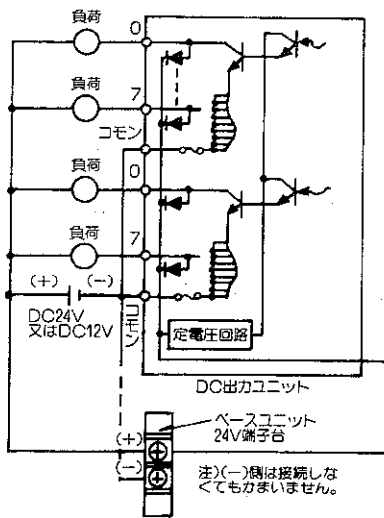 負荷
0
負荷
7
コモン
負荷
0
負荷
7
(+)
(−)
DC24V
又はDC12V
コモン
定電圧回路
DC出力ユニット
ベースユニット
24V端子台
(+)
(−)
注)(−)側は接続しな
くてもかまいません。